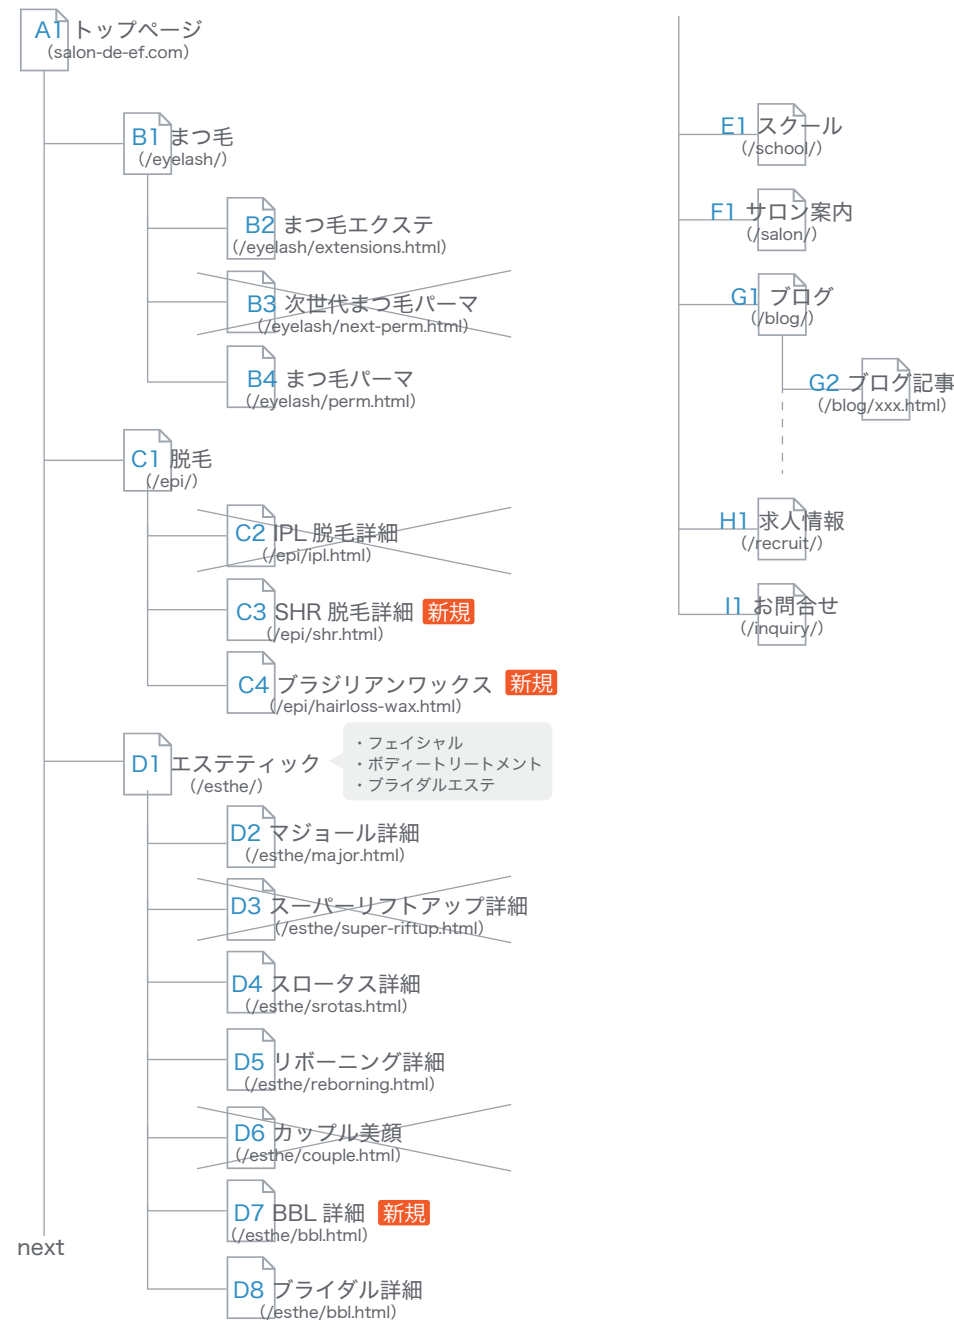 A1 トップページ
(salon-de-ef.com)
B1 まつ毛
(/eyelash/)
B2 まつ毛エクステ
(/eyelash/extensions.html)
B3 次世代まつ毛パーマ
(/eyelash/next-perm.html)
B4 まつ毛パーマ
(/eyelash/perm.html)
C1 脱毛
(/epi/)
C2 IPL 脱毛詳細
(/epi/ipl.html)
C3 SHR 脱毛詳細 新規
(/epi/shr.html)
C4 ブラジリアンワックス 新規
(/epi/hairloss-wax.html)
D1 エステティック
(/esthe/)
・フェイシャル
・ボディートリートメント
・ブライダルエステ
D2 マジョール詳細
(/esthe/major.html)
D3 スーパーリフトアップ詳細
(/esthe/super-riftup.html)
D4 スロータス詳細
(/esthe/srotas.html)
D5 リボーニング詳細
(/esthe/reborning.html)
D6 カップル美顔
(/esthe/couple.html)
D7 BBL 詳細 新規
(/esthe/bbl.html)
D8 ブライダル詳細
(/esthe/bbl.html)
next
E1 スクール
(/school/)
F1 サロン案内
(/salon/)
G1 ブログ
(/blog/)
G2 ブログ記事
(/blog/xxx.html)
H1 求人情報
(/recruit/)
I1 お問合せ
(/inquiry/)